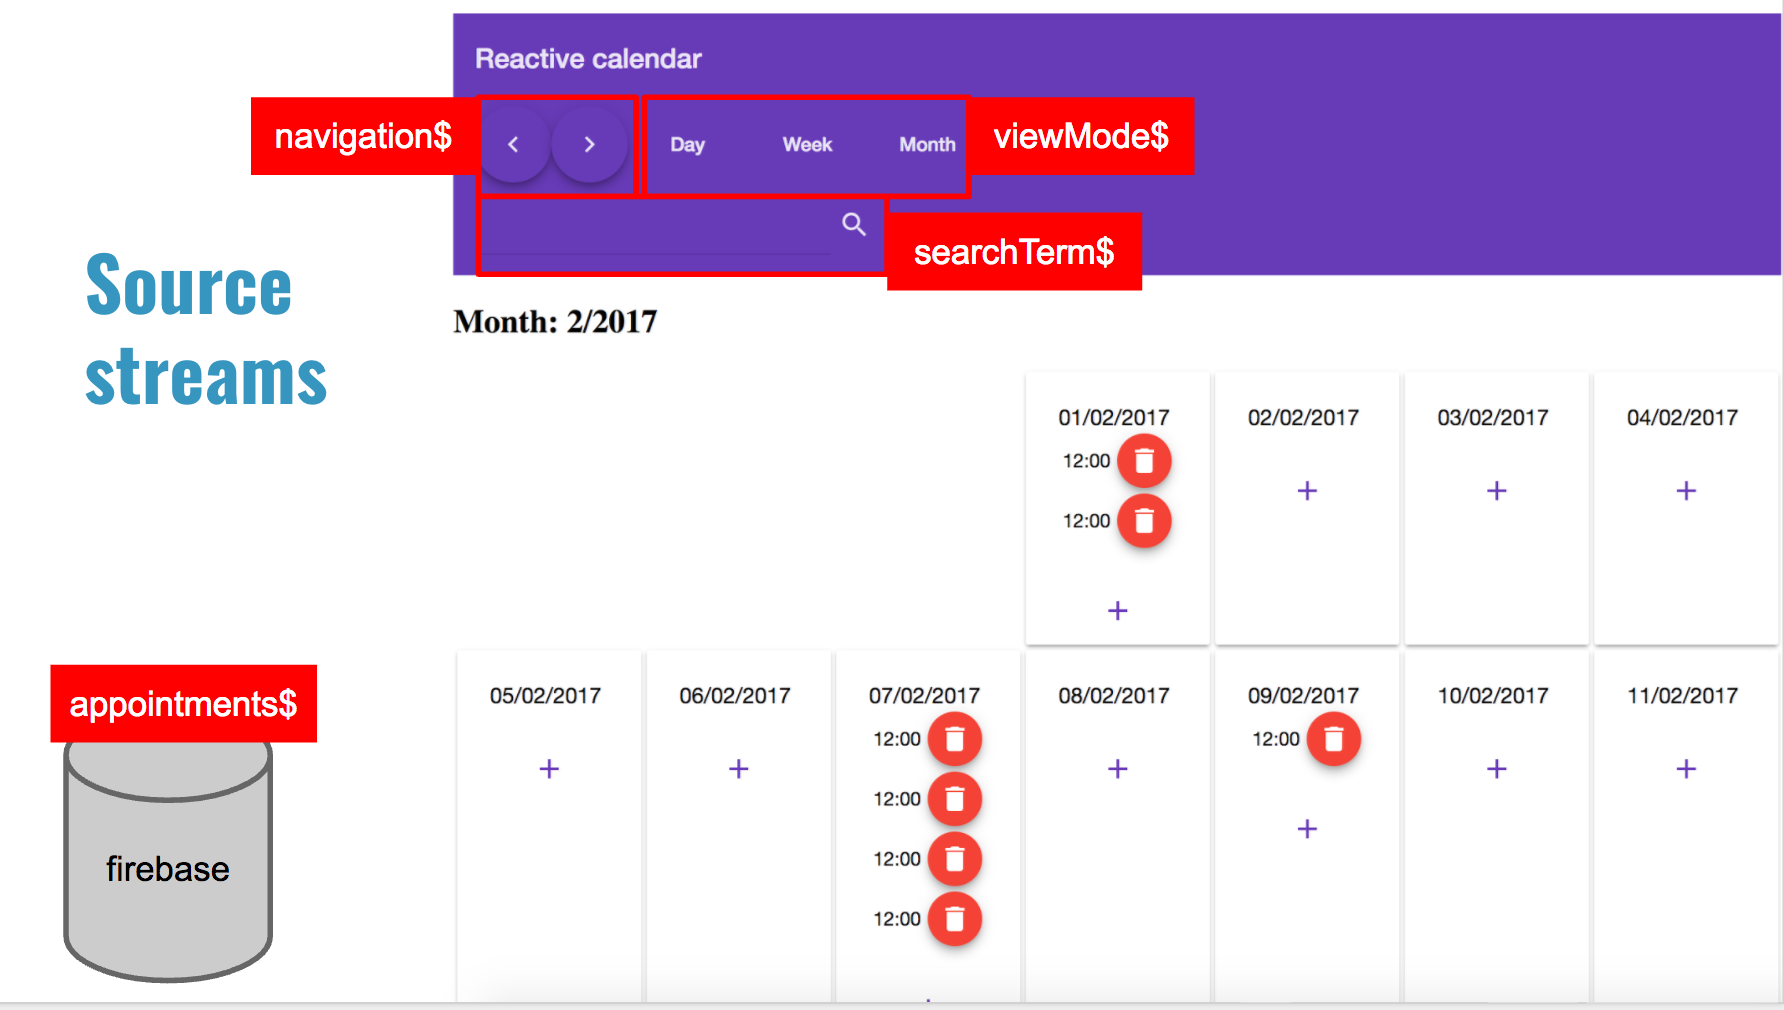 Reactive calendar
navigation$
Day
Week
Month
viewMode$
searchTerm$
Source
streams
Month: 2/2017
01/02/2017
12:00
12:00
+
02/02/2017
+
03/02/2017
+
04/02/2017
+
appointments$
firebase
05/02/2017
+
06/02/2017
+
07/02/2017
12:00
12:00
12:00
12:00
08/02/2017
+
09/02/2017
12:00
+
10/02/2017
+
11/02/2017
+